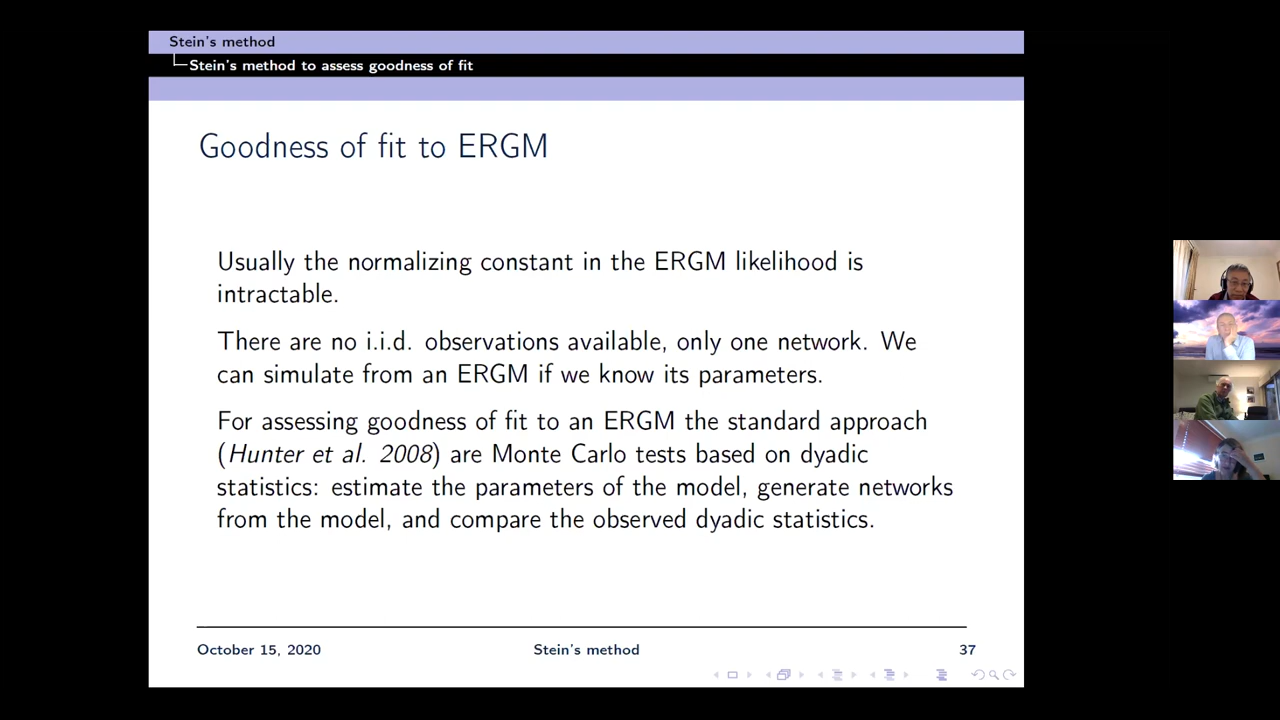 Stein's method
Stein's method to assess goodness of fit
Goodness of fit to ERGM
Usually the normalizing constant in the ERGM likelihood is
intractable.
There are no i.i.d. observations available, only one network. We
can simulate from an ERGM if we know its parameters.
For assessing goodness of fit to an ERGM the standard approach
(Hunter et al. 2008) are Monte Carlo tests based on dyadic
statistics: estimate the parameters of the model, generate networks
from the model, and compare the observed dyadic statistics.
October 15, 2020 Stein's method 37